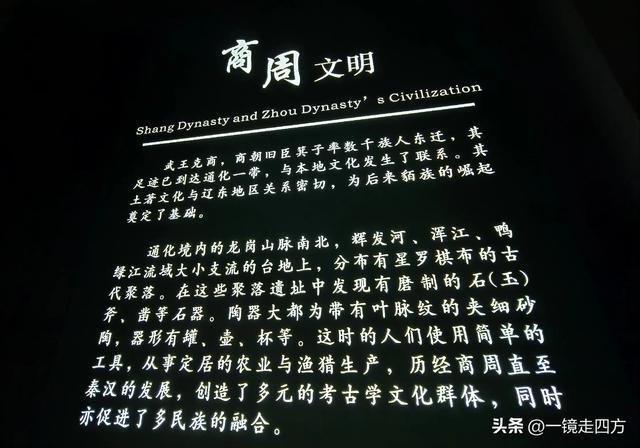 商周文明
Shang Dynasty and Zhou Dynasty's Civilization
武王克商，商朝旧臣箕子率数千族人东迁，其
足迹已到达通化一带，与本地文化发生了联系。其
土著文化与辽东地区关系密切，为后来貊族的崛起
奠定了基础。
通化境内的龙岗山脉南北，辉发河、浑江、鸭
绿江流域大小支流的台地上，分布有星罗棋布的古
代聚落。在这些聚落遗址中发现有磨制的石(玉)
斧、凿等石器。陶器大都为带有叶脉纹的夹细砂
陶，器形有罐、壶、杯等。这时的人们使用简单的
工具，从事定居的农业与渔猎生产，历经商周直至
秦汉的发展，创造了多元的考古学文化群体，同时
亦促进了多民族的融合。
头条 @一镜走四方